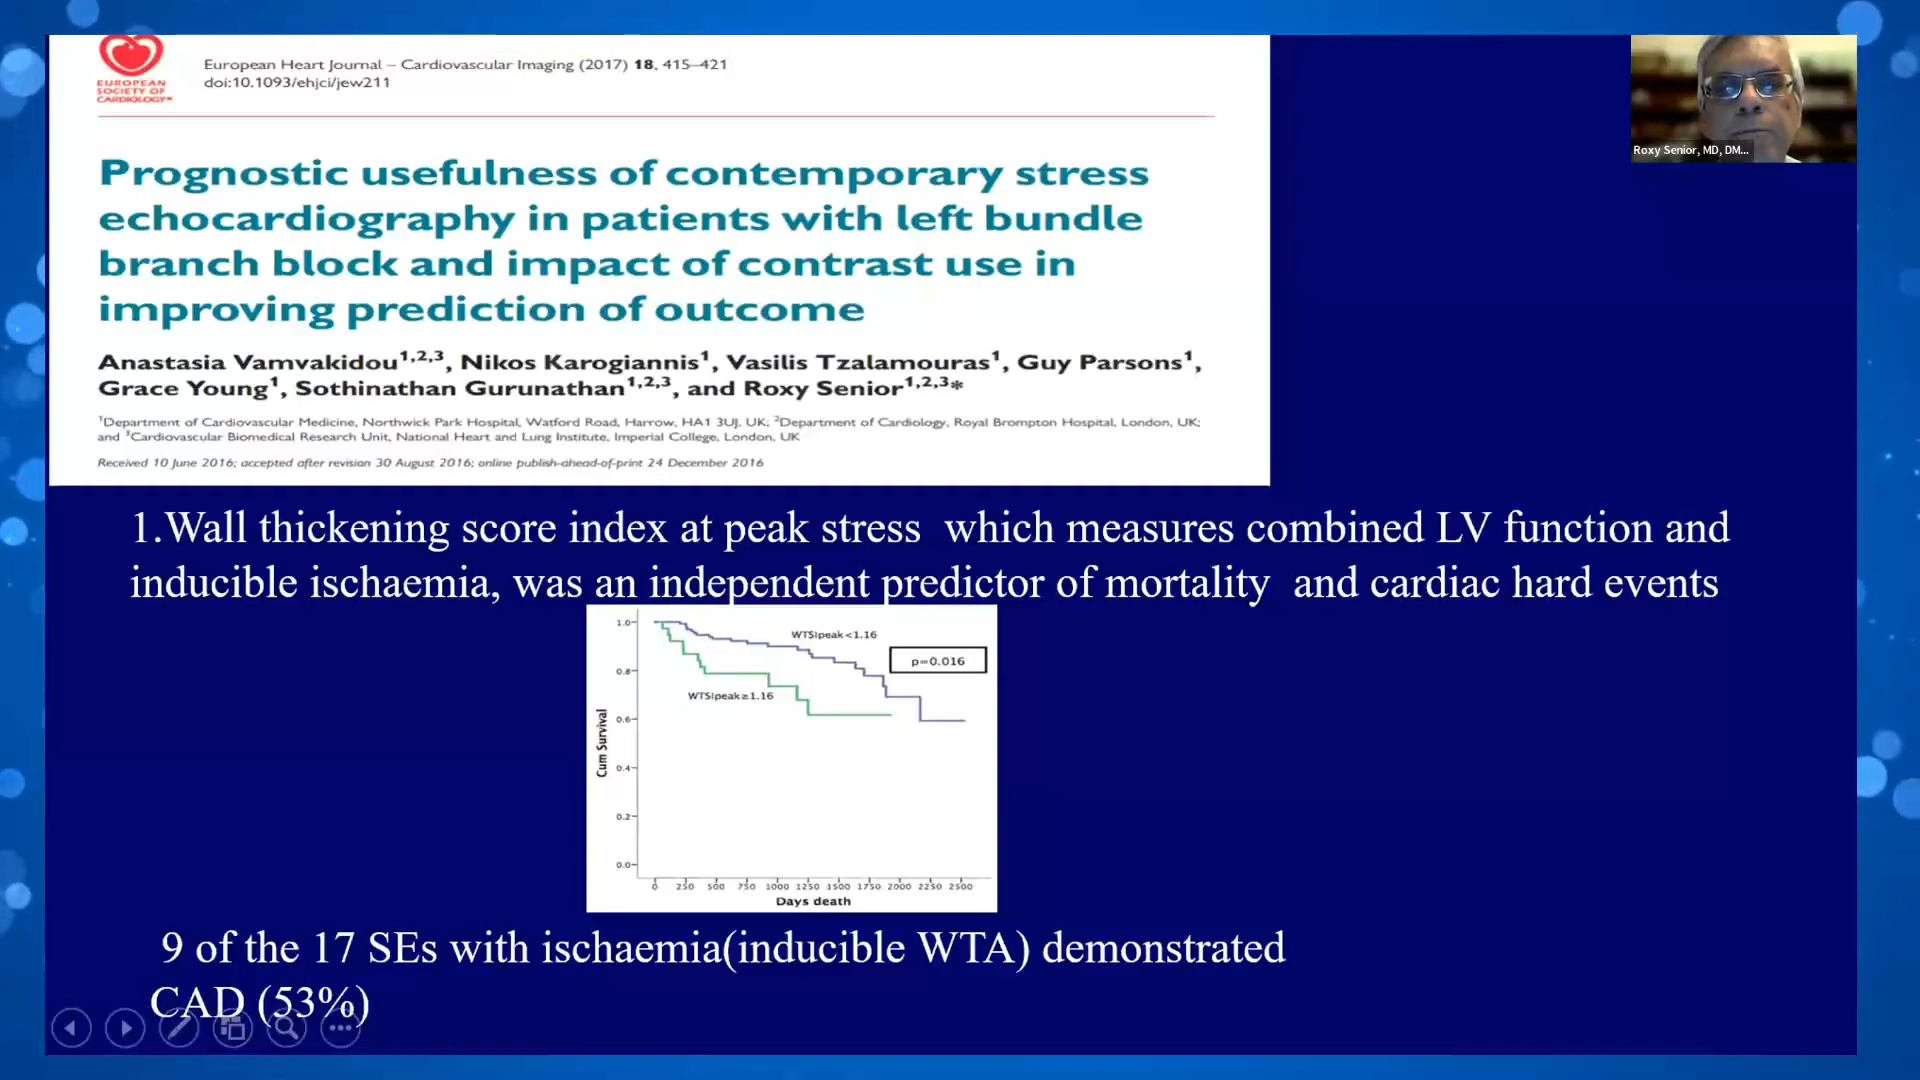 EUROPEAN
SOCIETY OF
CARDIOLOGY®
European Heart Journal – Cardiovascular Imaging (2017) 18, 415–421
doi:10.1093/ehjci/jew211
Roxy Senior, MD, DM...
Prognostic usefulness of contemporary stress
echocardiography in patients with left bundle
branch block and impact of contrast use in
improving prediction of outcome
Anastasia Vamvakidou1,2,3, Nikos Karogiannis1, Vasilis Tzalamouras1, Guy Parsons1,
Grace Young1, Sothinathan Gurunathan1,2,3, and Roxy Senior1,2,3*
1Department of Cardiovascular Medicine, Northwick Park Hospital, Watford Road, Harrow, HA1 3UJ, UK; 2Department of Cardiology, Royal Brompton Hospital, London, UK;
and 3Cardiovascular Biomedical Research Unit, National Heart and Lung Institute, Imperial College, London, UK
Received 10 June 2016; accepted after revision 30 August 2016; online publish-ahead-of-print 24 December 2016
1.Wall thickening score index at peak stress which measures combined LV function and
inducible ischaemia, was an independent predictor of mortality and cardiac hard events
1.0
WTSIpeak<1.16
p=0.016
0.8
WTSIpeak≥1.16
0.6
Cum Survival
0.4
0.2
0.0
0 250 500 750 1000 1250 1500 1750 2000 2250 2500
Days death
9 of the 17 SEs with ischaemia(inducible WTA) demonstrated
CAD (53%)